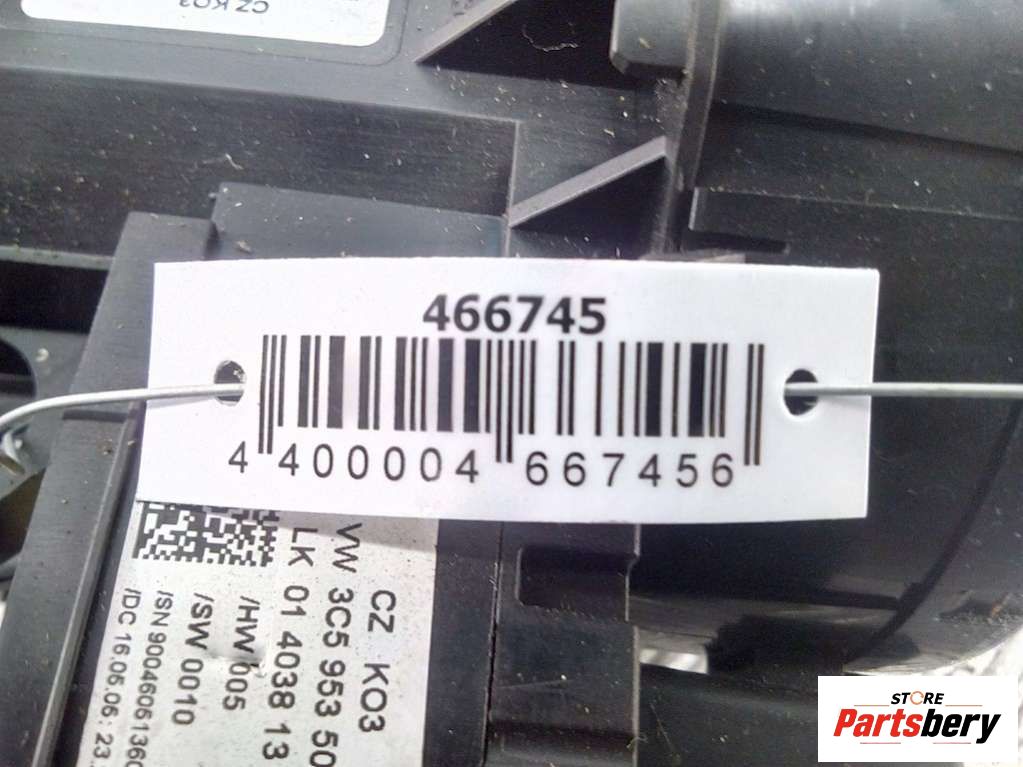 CZ KO3
466745
4 400004 667456
CZ KO3
VW 3C5 953 50
LK 01 4038 13
/HW 005
/SW 0010
/SN 9004606136
/DC 16.06.06: 23.
STORE
Partsbery